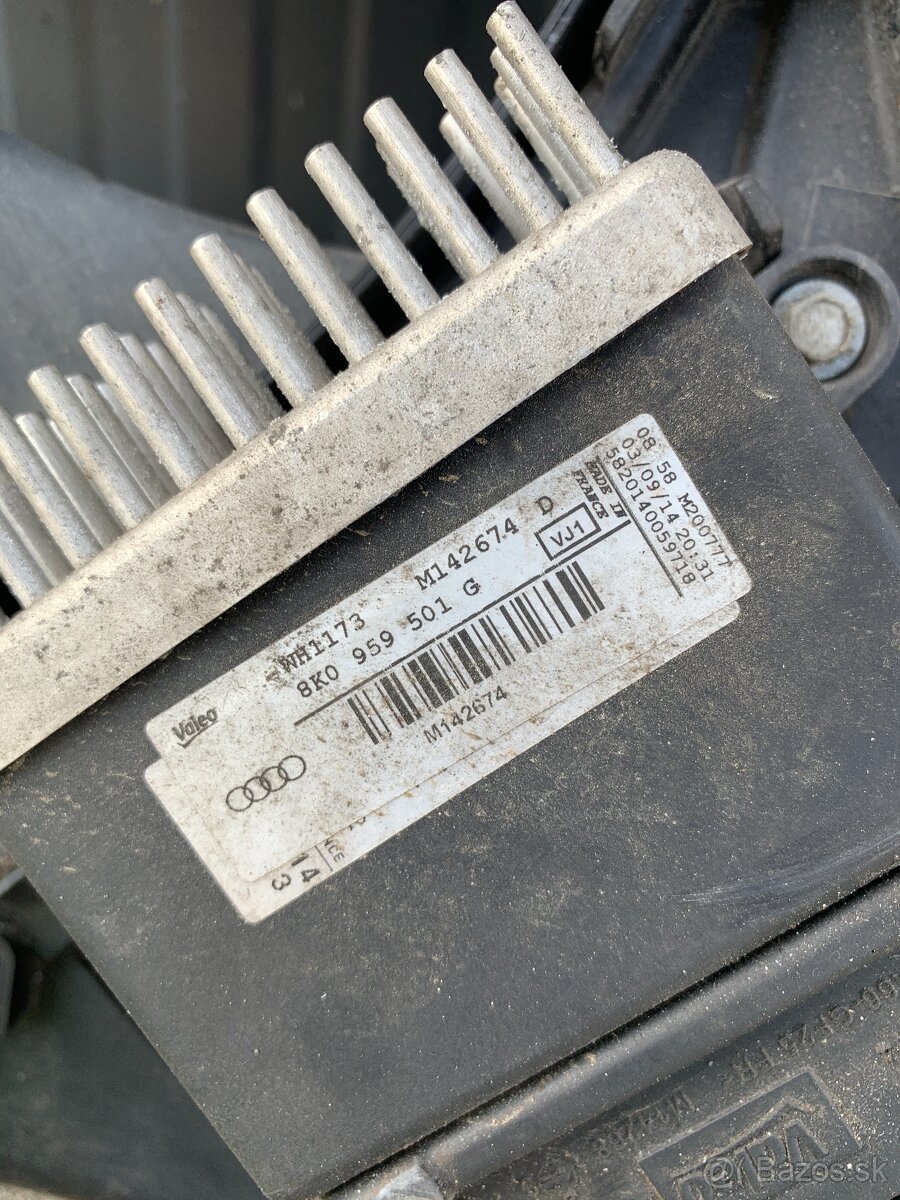 08 58 M200777
03/09/14 20:31
5820140059718
MADE IN
FRANCE
WH1173 M142674 D
8K0 959 501 G
VJ1
M142674
Valeo
14
3
Bazos.sk